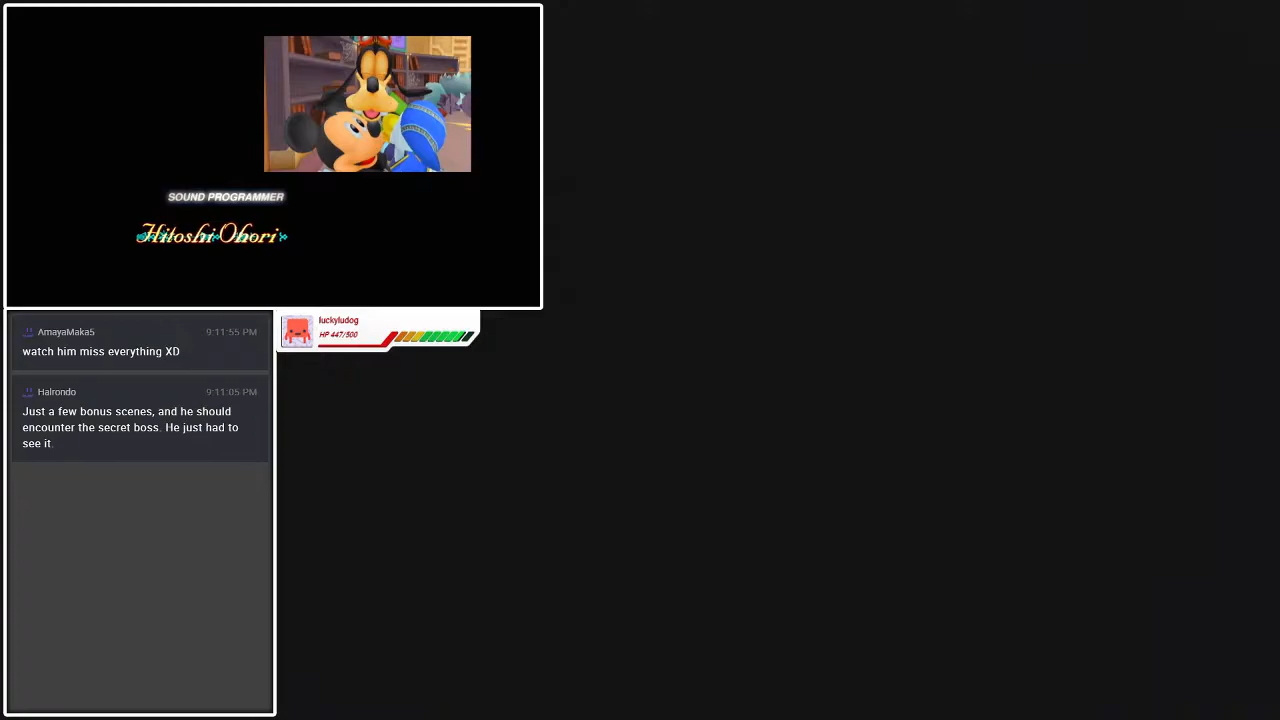 SOUND PROGRAMMER
Hitoshi Ohori
AmayaMaka5 9:11:55 PM
watch him miss everything XD
Halrondo 9:11:05 PM
Just a few bonus scenes, and he should
encounter the secret boss. He just had to
see it.
luckyludog
HP 447/500